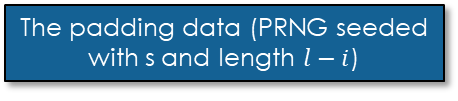 The padding data (PRNG seeded
with s and length 𝑙 − 𝑖)